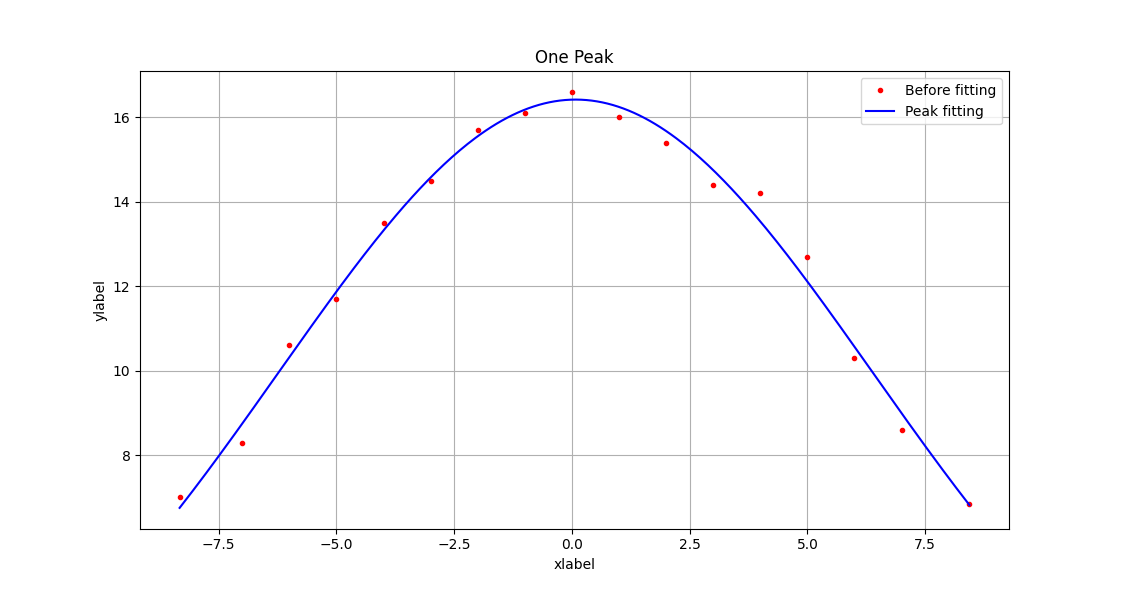 One Peak
Before fitting
Peak fitting
16
14
12
10
8
ylabel
−7.5 −5.0 −2.5 0.0 2.5 5.0 7.5
xlabel